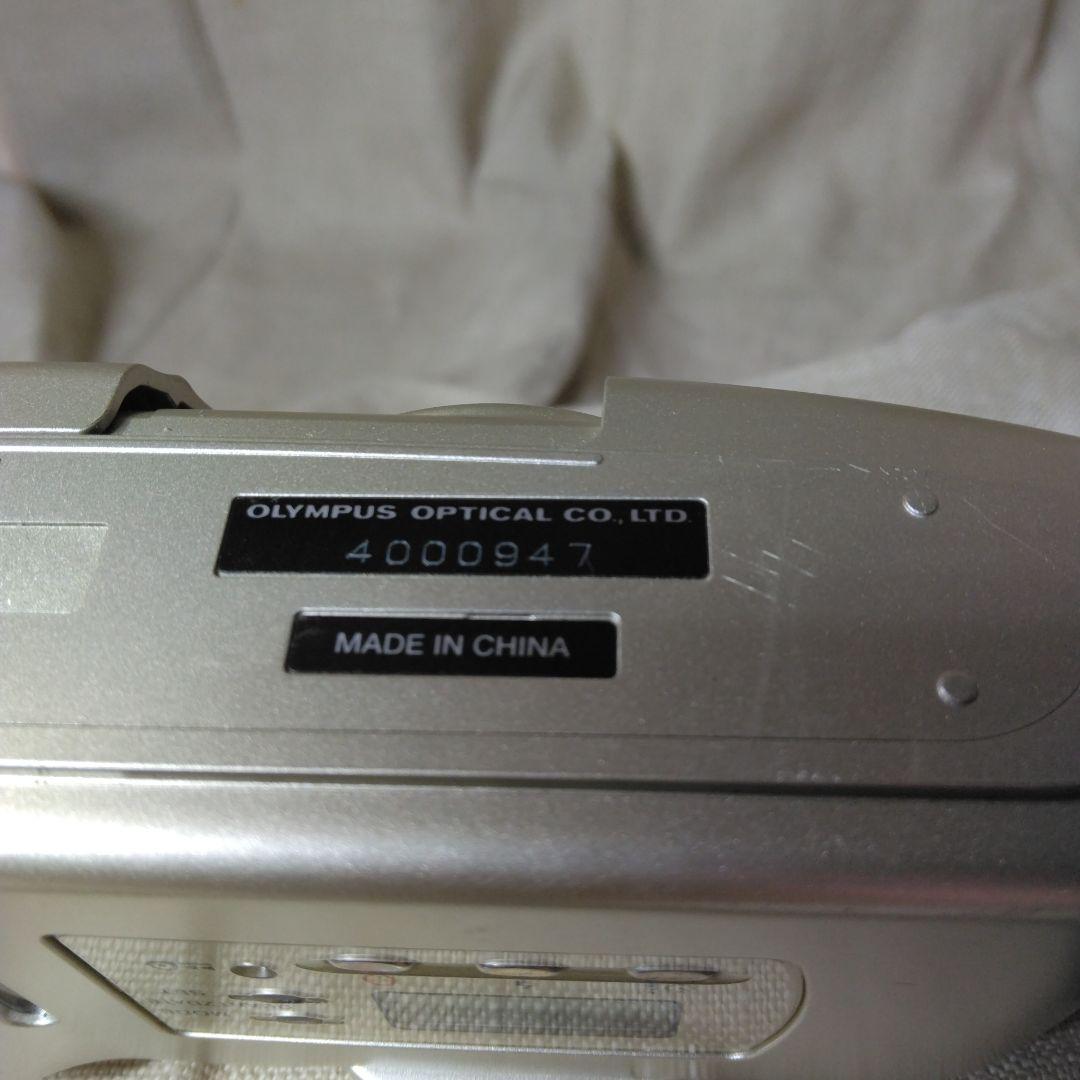 OLYMPUS OPTICAL CO., LTD.
4000947
MADE IN CHINA